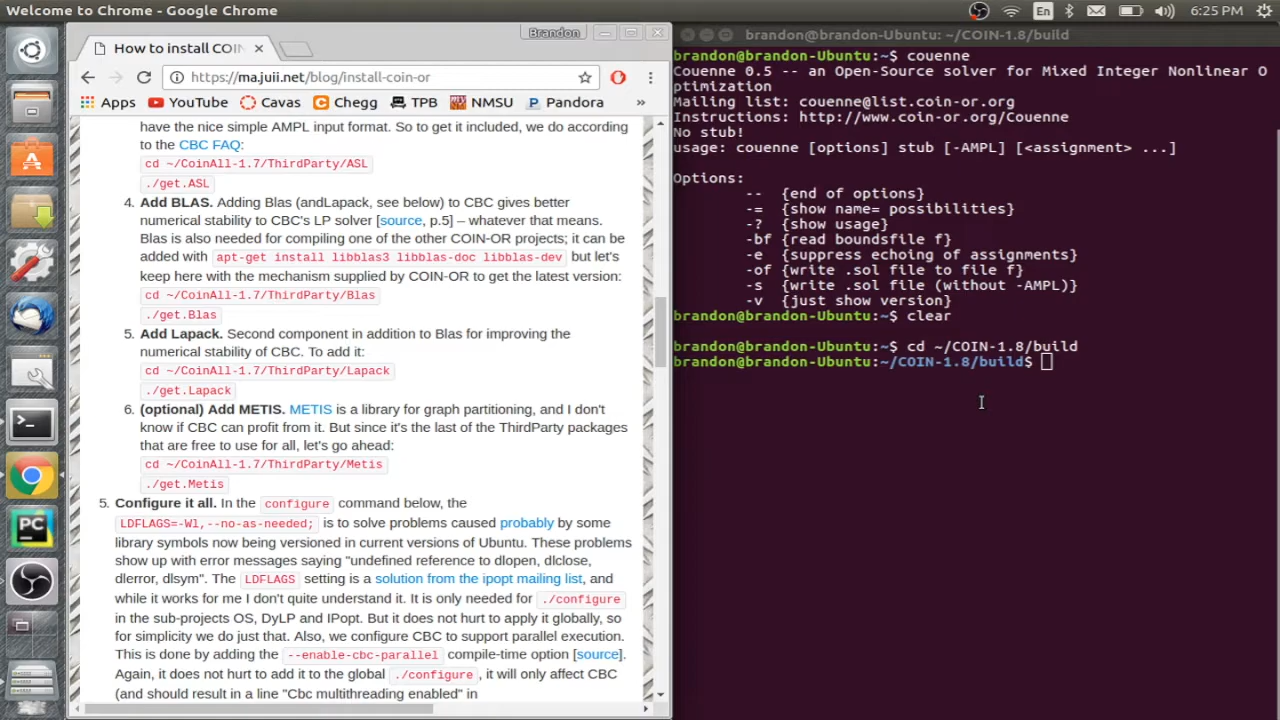 Welcome to Chrome - Google Chrome
En
6:25 PM
Brandon
How to install COIN
https://ma.juii.net/blog/install-coin-or
Apps YouTube Cavas Chegg TPB NMSU Pandora »
have the nice simple AMPL input format. So to get it included, we do according
to the CBC FAQ:
cd ~/CoinAll-1.7/ThirdParty/ASL
./get.ASL
4. Add BLAS. Adding Blas (andLapack, see below) to CBC gives better
numerical stability to CBC's LP solver [source, p.5] – whatever that means.
Blas is also needed for compiling one of the other COIN-OR projects; it can be
added with apt-get install libblas3 libblas-doc libblas-dev but let's
keep here with the mechanism supplied by COIN-OR to get the latest version:
cd ~/CoinAll-1.7/ThirdParty/Blas
./get.Blas
5. Add Lapack. Second component in addition to Blas for improving the
numerical stability of CBC. To add it:
cd ~/CoinAll-1.7/ThirdParty/Lapack
./get.Lapack
6. (optional) Add METIS. METIS is a library for graph partitioning, and I don't
know if CBC can profit from it. But since it's the last of the ThirdParty packages
that are free to use for all, let's go ahead:
cd ~/CoinAll-1.7/ThirdParty/Metis
./get.Metis
5. Configure it all. In the configure command below, the
LDFLAGS=-Wl,--no-as-needed; is to solve problems caused probably by some
library symbols now being versioned in current versions of Ubuntu. These problems
show up with error messages saying "undefined reference to dlopen, dlclose,
dlerror, dlsym". The LDFLAGS setting is a solution from the ipopt mailing list, and
while it works for me I don't quite understand it. It is only needed for ./configure
in the sub-projects OS, DyLP and IPopt. But it does not hurt to apply it globally, so
for simplicity we do just that. Also, we configure CBC to support parallel execution.
This is done by adding the --enable-cbc-parallel compile-time option [source].
Again, it does not hurt to add it to the global ./configure, it will only affect CBC
(and should result in a line "Cbc multithreading enabled" in
brandon@brandon-Ubuntu: ~/COIN-1.8/build
brandon@brandon-Ubuntu:~$ couenne
Couenne 0.5 -- an Open-Source solver for Mixed Integer Nonlinear O
ptimization
Mailing list: couenne@list.coin-or.org
Instructions: http://www.coin-or.org/Couenne
No stub!
usage: couenne [options] stub [-AMPL] [<assignment> ...]
Options:
-- {end of options}
-= {show name= possibilities}
-? {show usage}
-bf {read boundsfile f}
-e {suppress echoing of assignments}
-of {write .sol file to file f}
-s {write .sol file (without -AMPL)}
-v {just show version}
brandon@brandon-Ubuntu:~$ clear
brandon@brandon-Ubuntu:~$ cd ~/COIN-1.8/build
brandon@brandon-Ubuntu:~/COIN-1.8/build$
PC